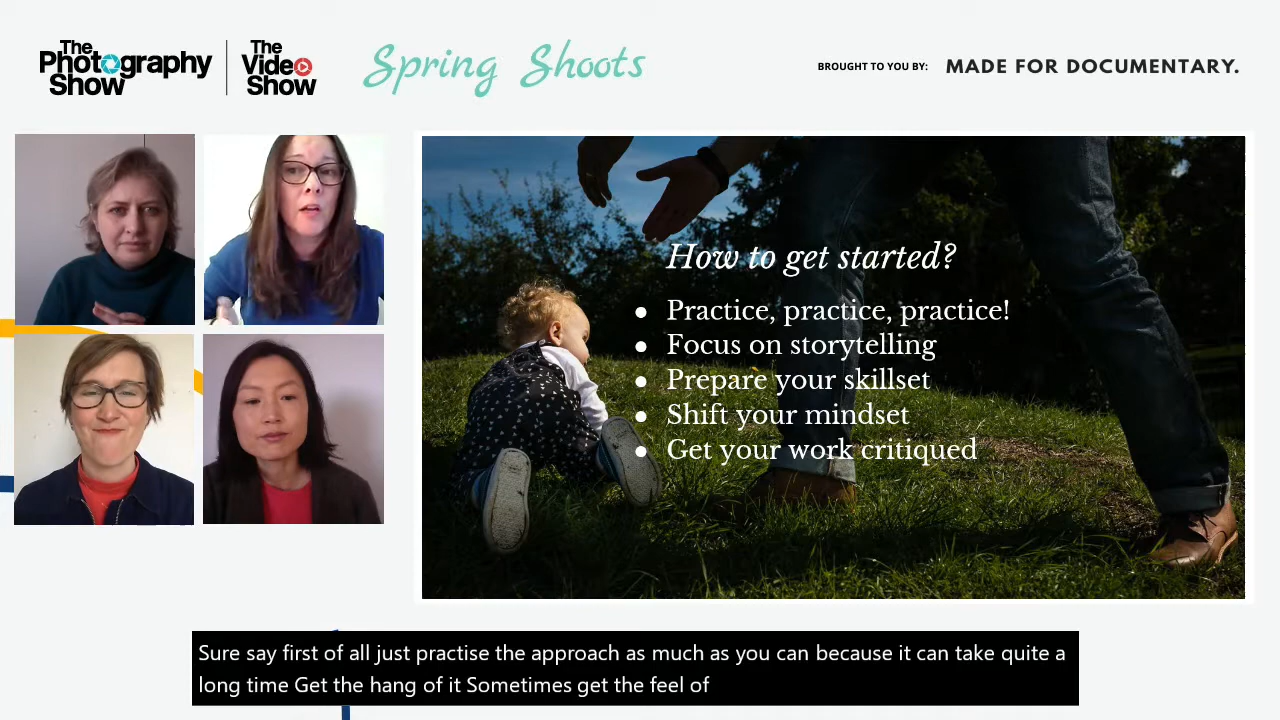 The
Photography
Show
The
Video
Show
Spring Shoots
BROUGHT TO YOU BY:
MADE FOR DOCUMENTARY.
How to get started?
● Practice, practice, practice!
● Focus on storytelling
● Prepare your skillset
● Shift your mindset
● Get your work critiqued
Sure say first of all just practise the approach as much as you can because it can take quite a
long time Get the hang of it Sometimes get the feel of